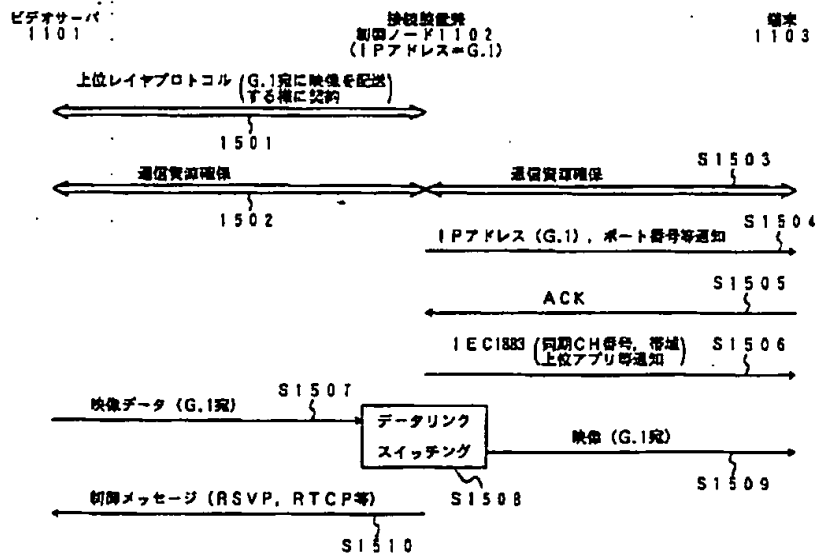 ビデオサーバ
1101
接続装置兼
制御ノード1102
(IPアドレス=G.1)
端末
1103
上位レイヤプロトコル (G.1宛に映像を配送
する様に契約)
1501
通信資源確保
1502
通信資源確保
S1503
IPアドレス (G.1), ポート番号等通知
S1504
ACK
S1505
IEC1883 (同期CH番号, 帯域
上位アプリ等通知)
S1506
映像データ (G.1宛)
S1507
データリンク
スイッチング
S1508
映像 (G.1宛)
S1509
制御メッセージ (RSVP, RTCP等)
S1510